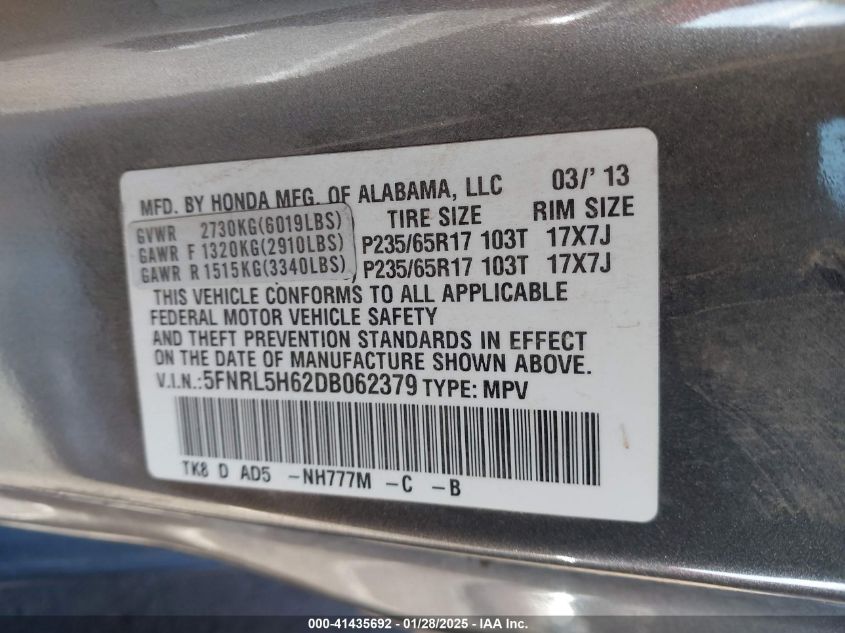 MFD. BY HONDA MFG. OF ALABAMA, LLC 03/' 13
GVWR 2730KG(6019LBS) TIRE SIZE RIM SIZE
GAWR F 1320KG(2910LBS) P235/65R17 103T 17X7J
GAWR R 1515KG(3340LBS) P235/65R17 103T 17X7J
THIS VEHICLE CONFORMS TO ALL APPLICABLE
FEDERAL MOTOR VEHICLE SAFETY
AND THEFT PREVENTION STANDARDS IN EFFECT
ON THE DATE OF MANUFACTURE SHOWN ABOVE.
V.I.N.:5FNRL5H62DB062379 TYPE: MPV
TK8 D AD5 -NH777M -C -B
000-41435692 - 01/28/2025 - IAA Inc.